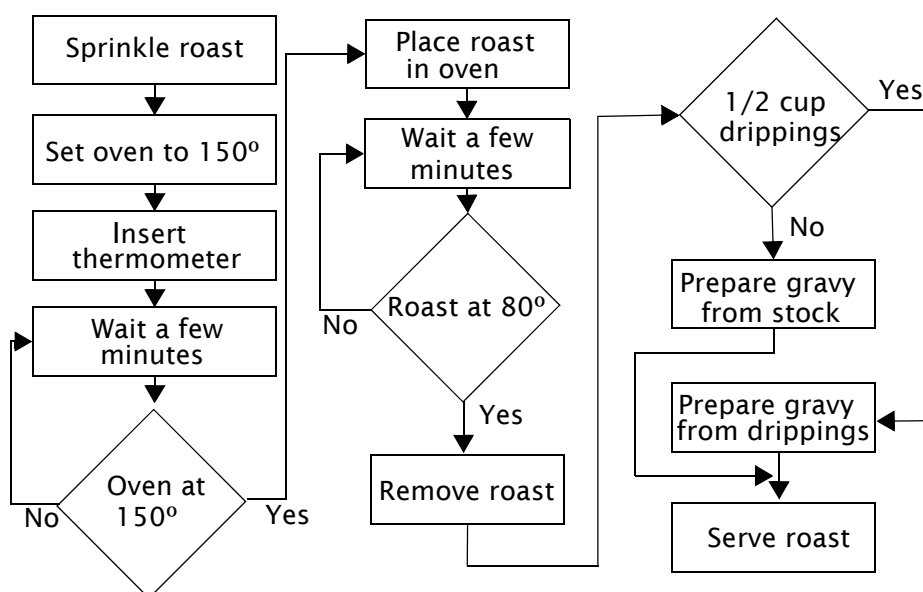 Sprinkle roast
Set oven to 150º
Insert
thermometer
Wait a few
minutes
Oven at
150º
No
Yes
Place roast
in oven
Wait a few
minutes
Roast at 80º
No
Yes
Remove roast
1/2 cup
drippings
Yes
No
Prepare gravy
from stock
Prepare gravy
from drippings
Serve roast